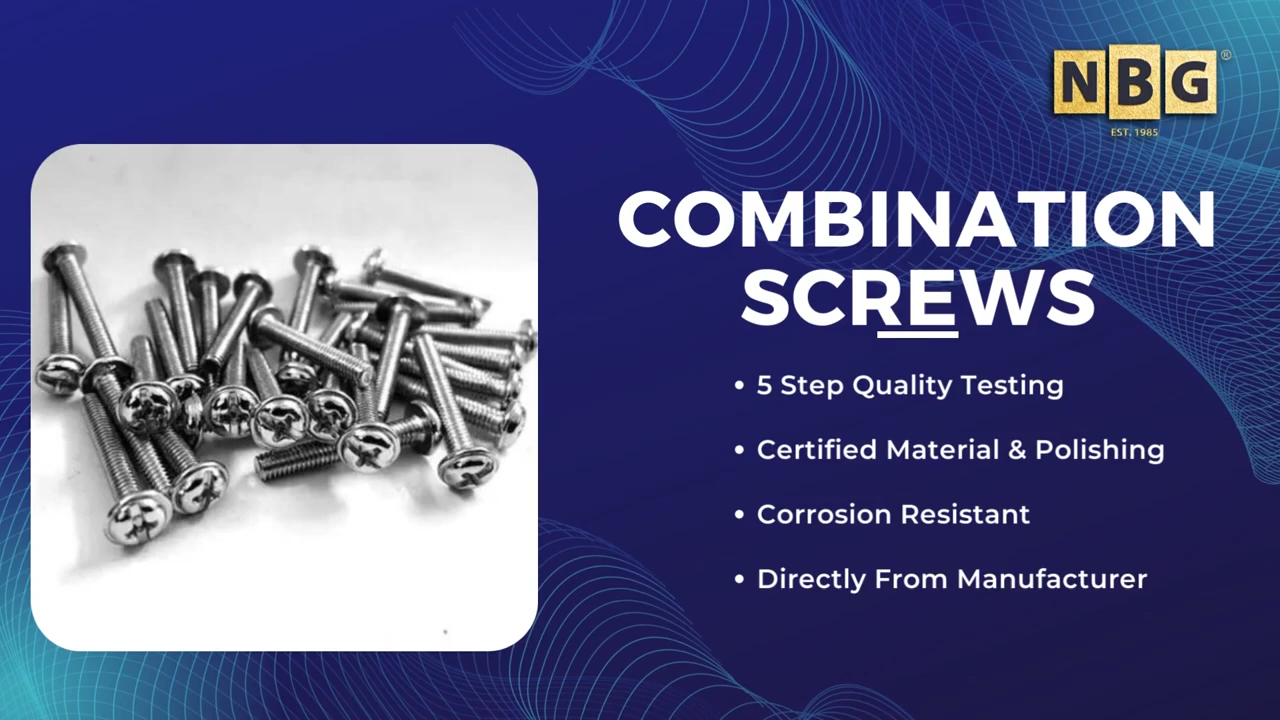 NBG®
EST. 1985
COMBINATION
SCREWS
• 5 Step Quality Testing
• Certified Material & Polishing
• Corrosion Resistant
• Directly From Manufacturer